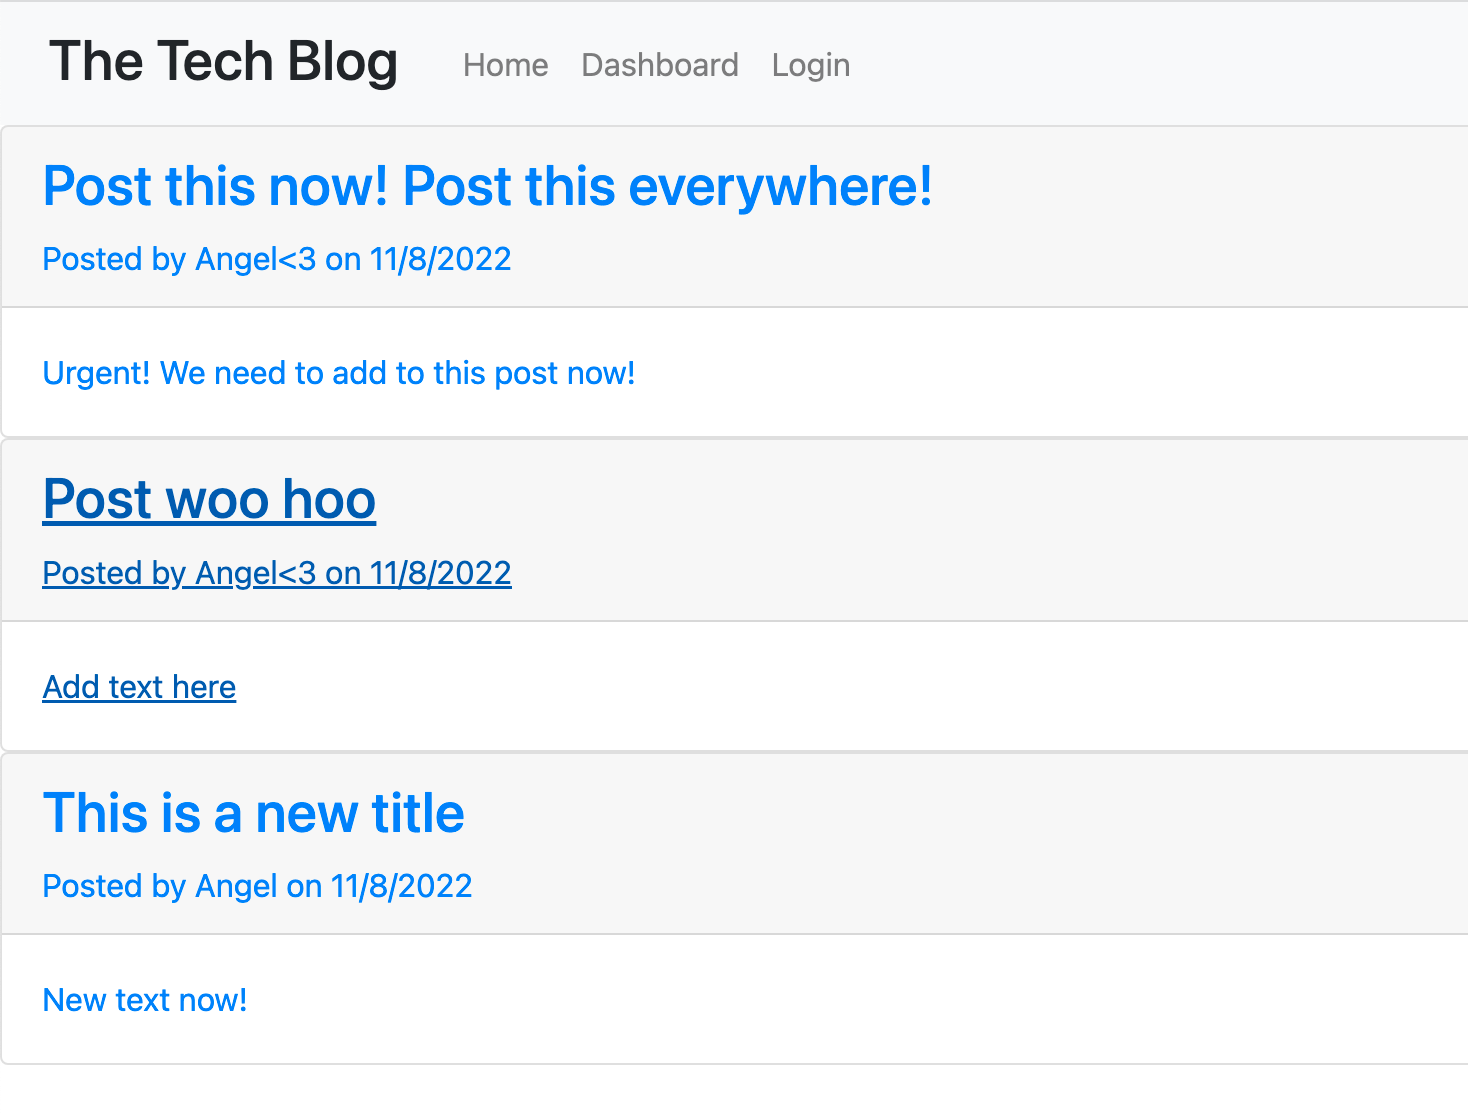 The Tech Blog Home Dashboard Login
Post this now! Post this everywhere!
Posted by Angel<3 on 11/8/2022
Urgent! We need to add to this post now!
Post woo hoo
Posted by Angel<3 on 11/8/2022
Add text here
This is a new title
Posted by Angel on 11/8/2022
New text now!